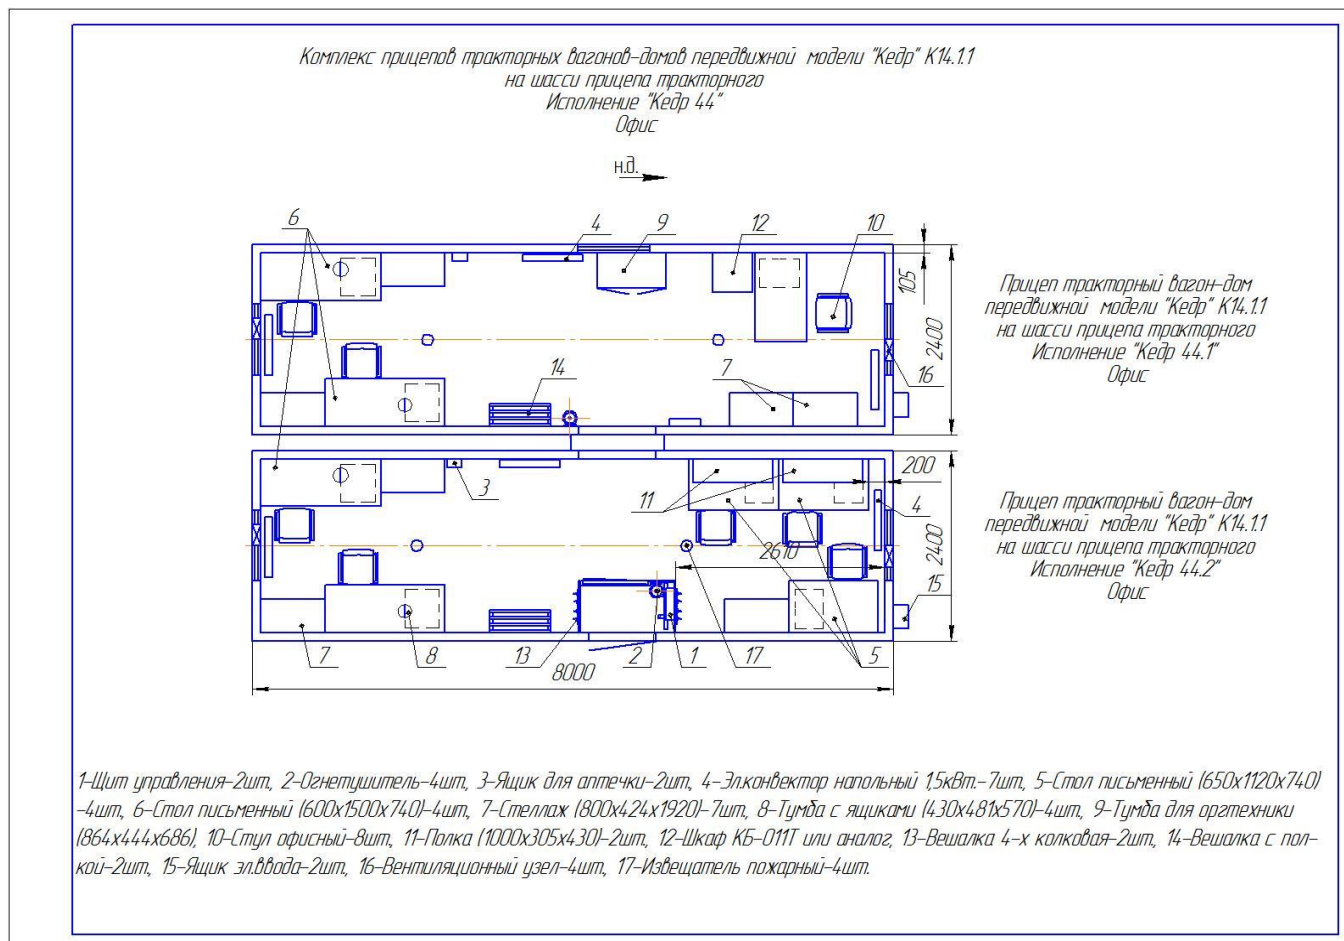 Комплекс прицепов тракторных вагонов-домов передвижной модели "Кедр" К14.1.1
на шасси прицепа тракторного
Исполнение "Кедр 44"
Офис
н.д.
6
4
9
12
10
105
2400
14
7
16
Прицеп тракторный вагон-дом
передвижной модели "Кедр" К14.1.1
на шасси прицепа тракторного
Исполнение "Кедр 44.1"
Офис
3
11
200
4
2610
2400
15
Прицеп тракторный вагон-дом
передвижной модели "Кедр" К14.1.1
на шасси прицепа тракторного
Исполнение "Кедр 44.2"
Офис
7
8
13
2
1
17
5
8000
1-Щит управления-2шт., 2-Огнетушитель-4шт., 3-Ящик для аптечки-2шт., 4-Эл.конвектор напольный 1,5кВт.-7шт., 5-Стол письменный (650х1120х740)
-4шт., 6-Стол письменный (600х1500х740)-4шт., 7-Стеллаж (800х424х1920)-7шт., 8-Тумба с ящиками (430х481х570)-4шт., 9-Тумба для оргтехники
(864х444х686), 10-Стул офисный-8шт., 11-Полка (1000х305х430)-2шт., 12-Шкаф КБ-011Т или аналог, 13-Вешалка 4-х колковая-2шт., 14-Вешалка с пол-
кой-2шт., 15-Ящик эл.ввода-2шт., 16-Вентиляционный узел-4шт., 17-Извещатель пожарный-4шт.